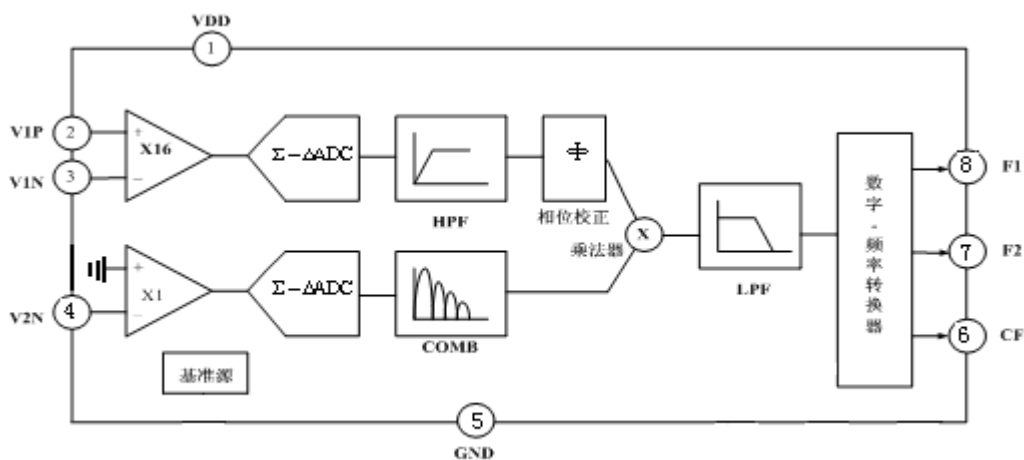 VDD
1
V1P
2
+
X16
Σ-ΔADC
V1N
3
−
HPF
Φ
相位校正
乘法器
X
LPF
数字-频率转换器
8
F1
7
F2
6
CF
+
X1
−
Σ-ΔADC
COMB
V2N
4
基准源
5
GND